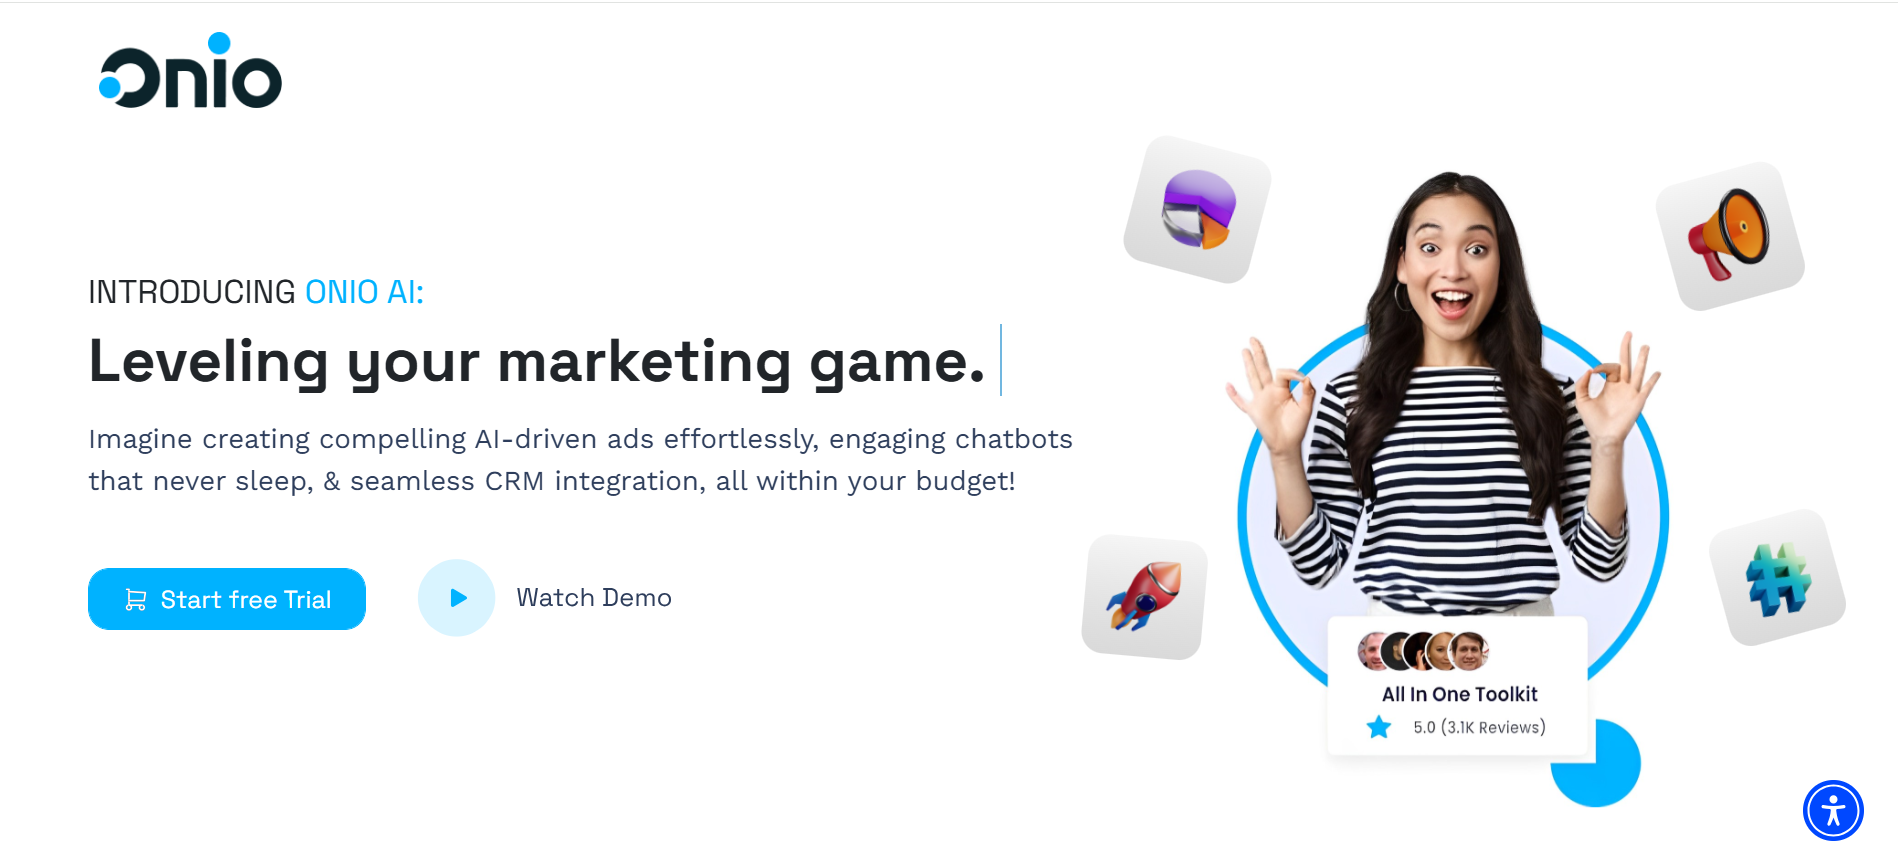 Onio
INTRODUCING ONIO AI:
Leveling your marketing game.
Imagine creating compelling AI-driven ads effortlessly, engaging chatbots
that never sleep, & seamless CRM integration, all within your budget!
Start free Trial
Watch Demo
All In One Toolkit
5.0 (3.1K Reviews)